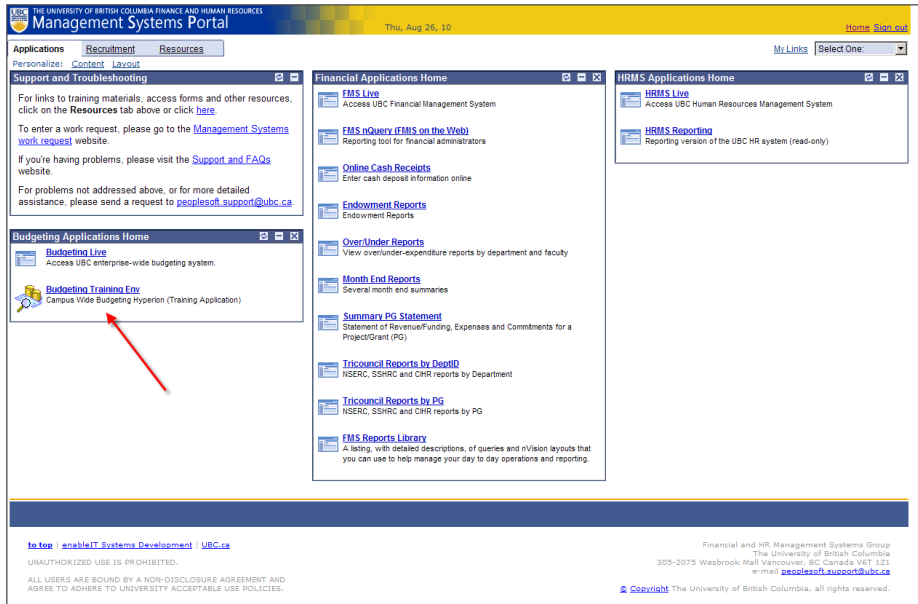 UBC
THE UNIVERSITY OF BRITISH COLUMBIA FINANCE AND HUMAN RESOURCES
Management Systems Portal
Thu, Aug 26, 10
Home Sign out
Applications Recruitment Resources
My Links Select One:
Personalize: Content Layout
Support and Troubleshooting
For links to training materials, access forms and other resources,
click on the Resources tab above or click here.
To enter a work request, please go to the Management Systems
work request website.
If you're having problems, please visit the Support and FAQs
website.
For problems not addressed above, or for more detailed
assistance, please send a request to peoplesoft.support@ubc.ca.
Budgeting Applications Home
Budgeting Live
Access UBC enterprise-wide budgeting system.
Budgeting Training Env
Campus Wide Budgeting Hyperion (Training Application)
Financial Applications Home
FMS Live
Access UBC Financial Management System
FMS nQuery (FMIS on the Web)
Reporting tool for financial administrators
Online Cash Receipts
Enter cash deposit information online
Endowment Reports
Endowment Reports
Over/Under Reports
View over/under-expenditure reports by department and faculty
Month End Reports
Several month end summaries
Summary PG Statement
Statement of Revenue/Funding, Expenses and Commitments for a
Project/Grant (PG)
Tricouncil Reports by DeptID
NSERC, SSHRC and CIHR reports by Department
Tricouncil Reports by PG
NSERC, SSHRC and CIHR reports by PG
FMS Reports Library
A listing, with detailed descriptions, of queries and nVision layouts that
you can use to help manage your day to day operations and reporting.
HRMS Applications Home
HRMS Live
Access UBC Human Resources Management System
HRMS Reporting
Reporting version of the UBC HR system (read-only)
to top | enableIT Systems Development | UBC.ca
UNAUTHORIZED USE IS PROHIBITED.
ALL USERS ARE BOUND BY A NON-DISCLOSURE AGREEMENT AND
AGREE TO ADHERE TO UNIVERSITY ACCEPTABLE USE POLICIES.
Financial and HR Management Systems Group
The University of British Columbia
305-2075 Wesbrook Mall Vancouver, BC Canada V6T 1Z1
e-mail peoplesoft.support@ubc.ca
© Copyright The University of British Columbia, all rights reserved.